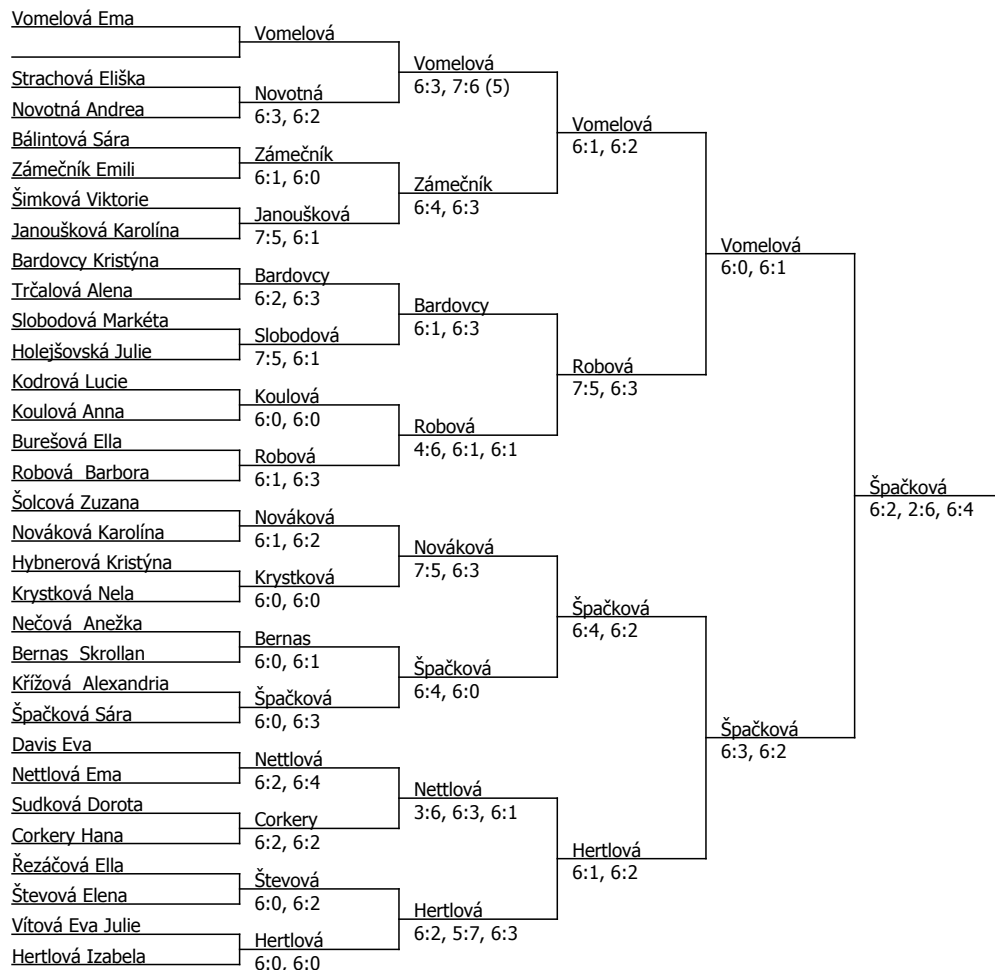 Vomelová Ema
Strachová Eliška
Novotná Andrea
Bálintová Sára
Zámečník Emili
Šimková Viktorie
Janoušková Karolína
Bardovcy Kristýna
Trčalová Alena
Slobodová Markéta
Holejšovská Julie
Kodrová Lucie
Koulová Anna
Burešová Ella
Robová  Barbora
Šolcová Zuzana
Nováková Karolína
Hybnerová Kristýna
Krystková Nela
Nečová  Anežka
Bernas  Skrollan
Křížová  Alexandria
Špačková Sára
Davis Eva
Nettlová Ema
Sudková Dorota
Corkery Hana
Řezáčová Ella
Števová Elena
Vítová Eva Julie
Hertlová Izabela
Vomelová
Novotná
6:3, 6:2
Zámečník
6:1, 6:0
Janoušková
7:5, 6:1
Bardovcy
6:2, 6:3
Slobodová
7:5, 6:1
Koulová
6:0, 6:0
Robová
6:1, 6:3
Nováková
6:1, 6:2
Krystková
6:0, 6:0
Bernas
6:0, 6:1
Špačková
6:0, 6:3
Nettlová
6:2, 6:4
Corkery
6:2, 6:2
Števová
6:0, 6:2
Hertlová
6:0, 6:0
Vomelová
6:3, 7:6 (5)
Zámečník
6:4, 6:3
Bardovcy
6:1, 6:3
Robová
4:6, 6:1, 6:1
Nováková
7:5, 6:3
Špačková
6:4, 6:0
Nettlová
3:6, 6:3, 6:1
Hertlová
6:2, 5:7, 6:3
Vomelová
6:1, 6:2
Robová
7:5, 6:3
Špačková
6:4, 6:2
Hertlová
6:1, 6:2
Vomelová
6:0, 6:1
Špačková
6:3, 6:2
Špačková
6:2, 2:6, 6:4